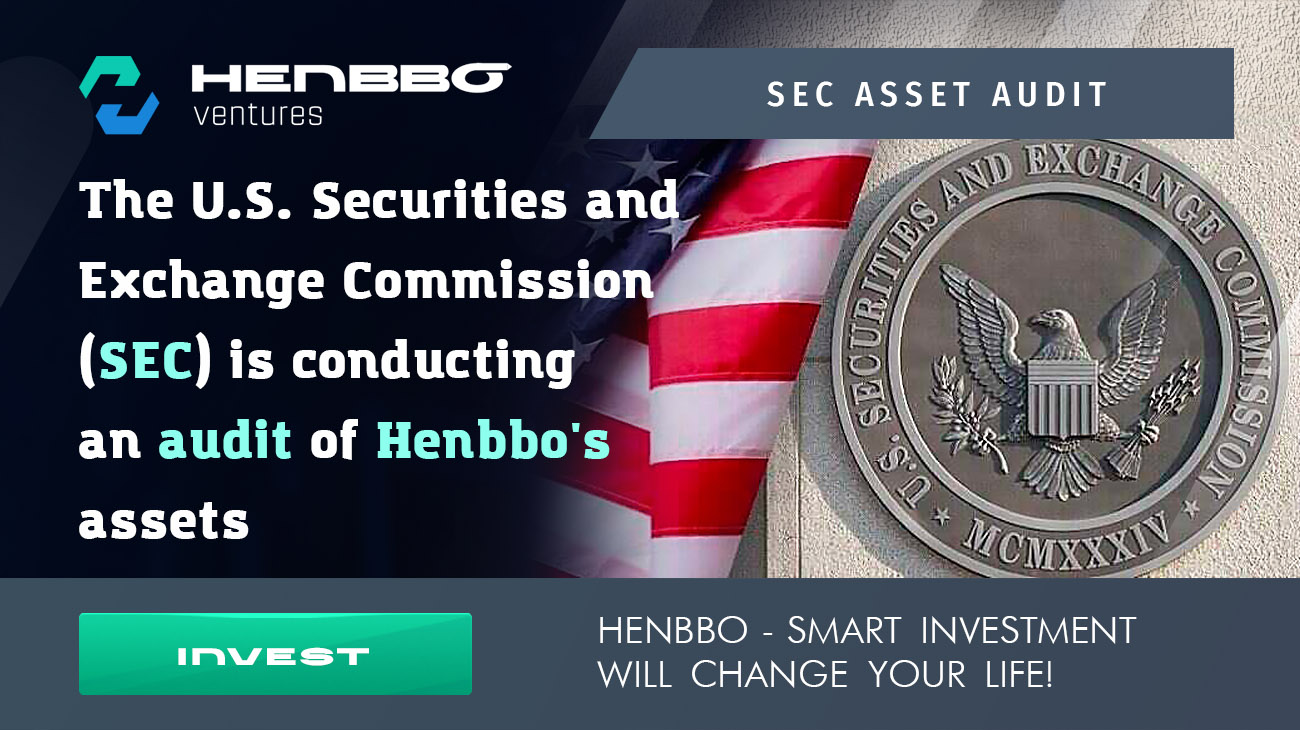 HENBBO
ventures
SEC ASSET AUDIT
The U.S. Securities and
Exchange Commission
(SEC) is conducting
an audit of Henbbo's
assets
U.S. SECURITIES AND EXCHANGE COMMISSION
MCMXXXIV
INVEST
HENBBO - SMART INVESTMENT
WILL CHANGE YOUR LIFE!